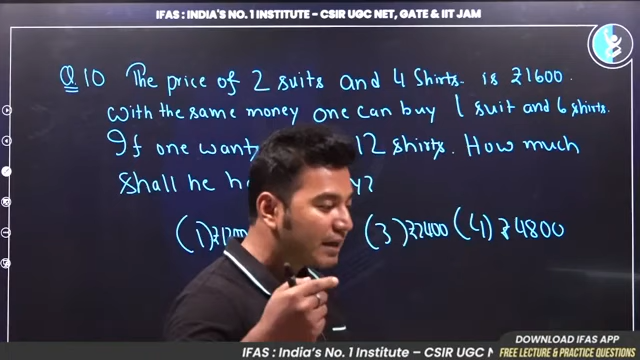 IFAS : INDIA'S NO. 1 INSTITUTE – CSIR UGC NET, GATE & IIT JAM
Q.10 The price of 2 suits and 4 Shirts. is ₹1600.
With the same money one can buy 1 suit and 6 shirts.
If one want 12 shirts. How much
shall he
(1) (3) ₹2400 (4) ₹4800
DOWNLOAD IFAS APP
IFAS : India's No. 1 Institute – CSIR UGC N
FREE LECTURE & PRACTICE QUESTIONS